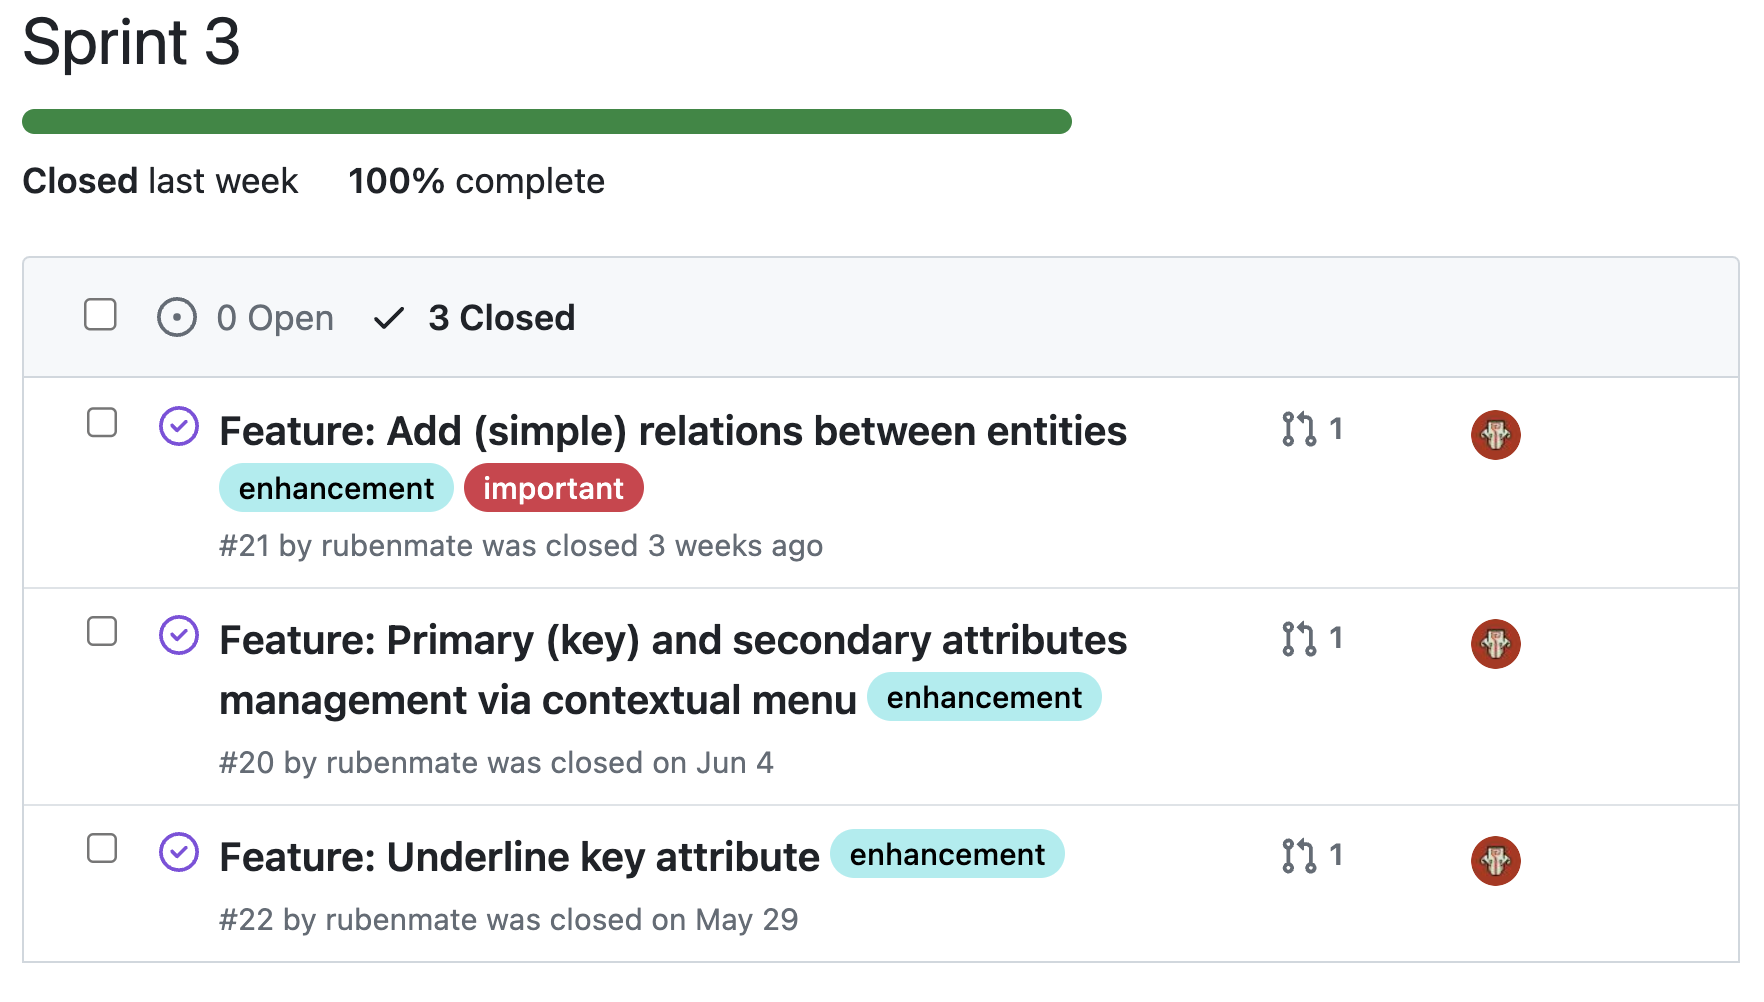 Sprint 3
Closed last week 100% complete
0 Open 3 Closed
Feature: Add (simple) relations between entities 1
enhancement important
#21 by rubenmate was closed 3 weeks ago
Feature: Primary (key) and secondary attributes 1
management via contextual menu enhancement
#20 by rubenmate was closed on Jun 4
Feature: Underline key attribute enhancement 1
#22 by rubenmate was closed on May 29